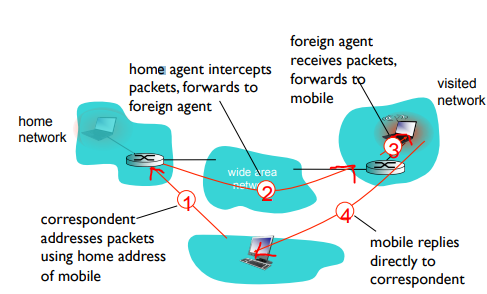 foreign agent
receives packets,
forwards to
mobile
home agent intercepts
packets, forwards to
foreign agent
visited
network
home
network
3
wide area
network
2
1
4
correspondent
addresses packets
using home address
of mobile
mobile replies
directly to
correspondent